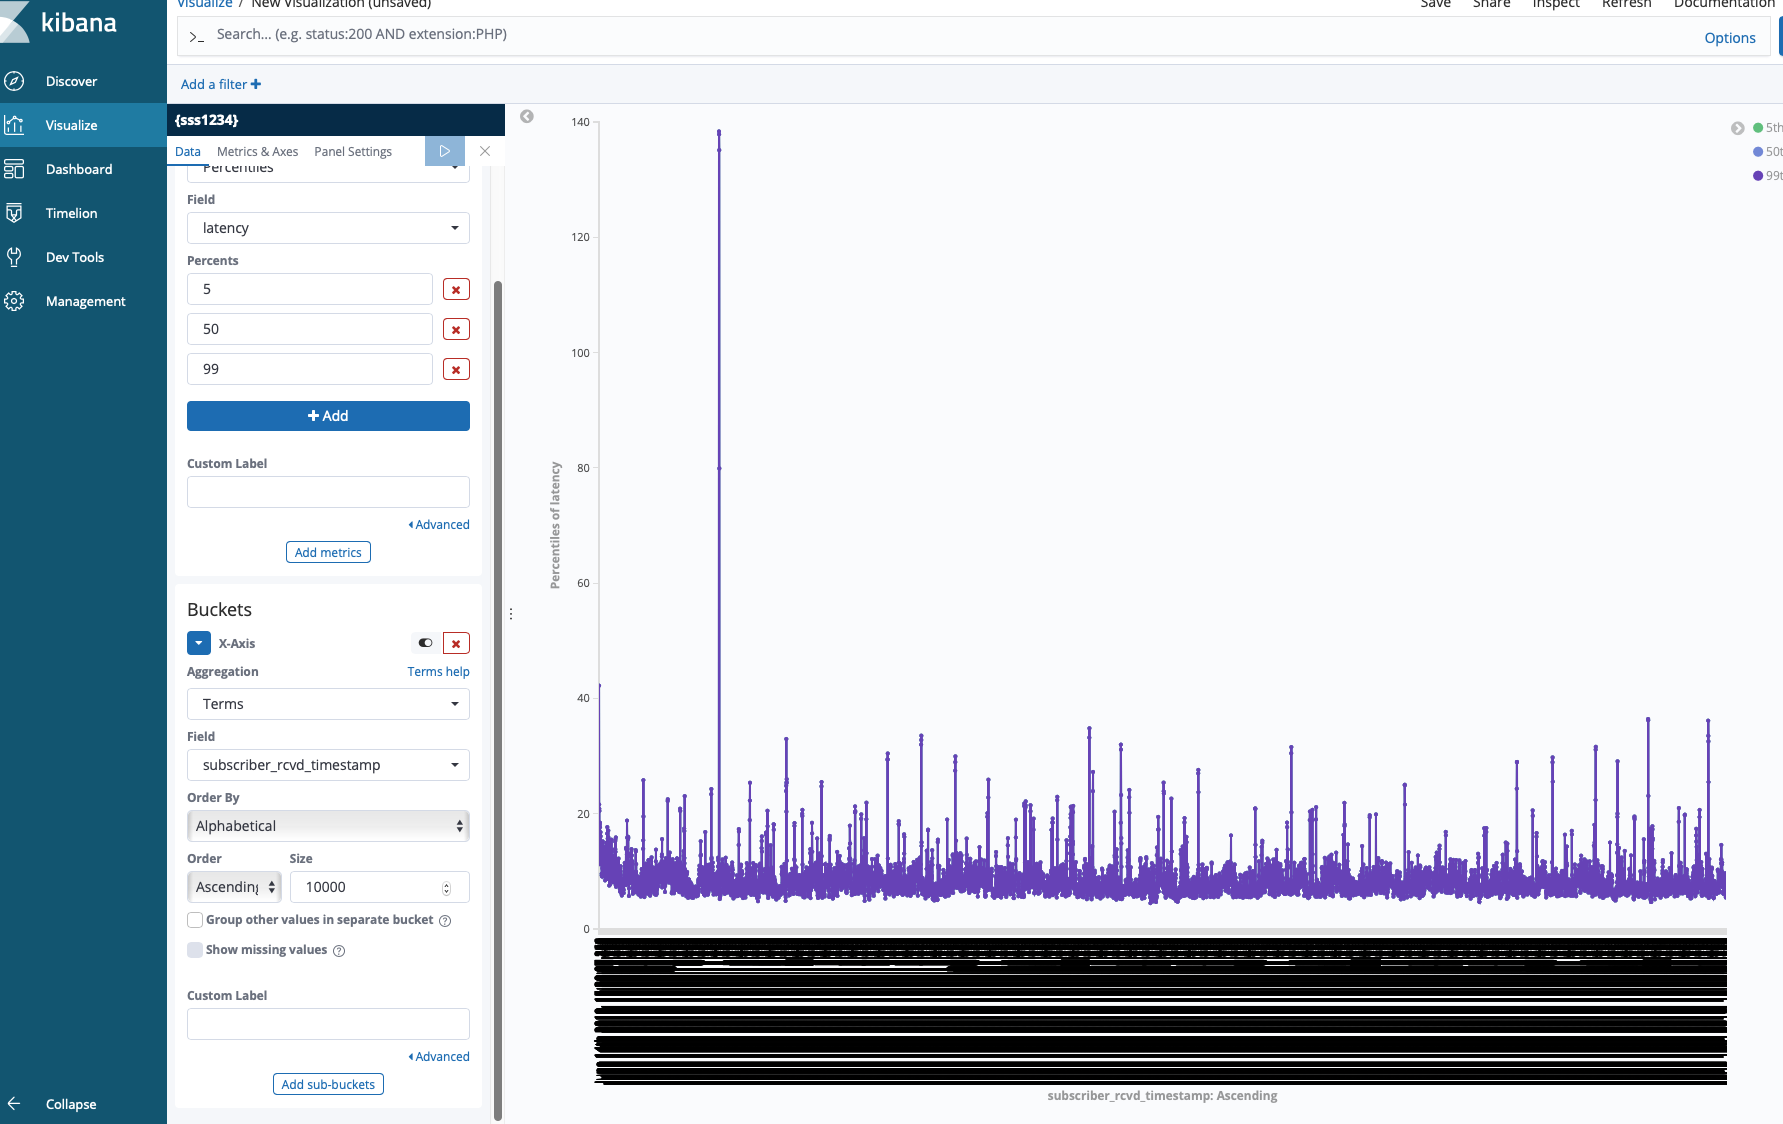 kibana
Discover
Visualize
Dashboard
Timelion
Dev Tools
Management
Collapse
Visualize / New Visualization (unsaved)
Save Share Inspect Refresh Documentation
>_ Search... (e.g. status:200 AND extension:PHP)
Options
Add a filter +
{sss1234}
Data Metrics & Axes Panel Settings
Percentiles
Field
latency
Percents
5
50
99
+ Add
Custom Label
Advanced
Add metrics
Buckets
X-Axis
Aggregation Terms help
Terms
Field
subscriber_rcvd_timestamp
Order By
Alphabetical
Order Size
Ascending 10000
Group other values in separate bucket ?
Show missing values ?
Custom Label
Advanced
Add sub-buckets
140
120
100
80
60
40
20
0
Percentiles of latency
subscriber_rcvd_timestamp: Ascending
5th
50t
99t